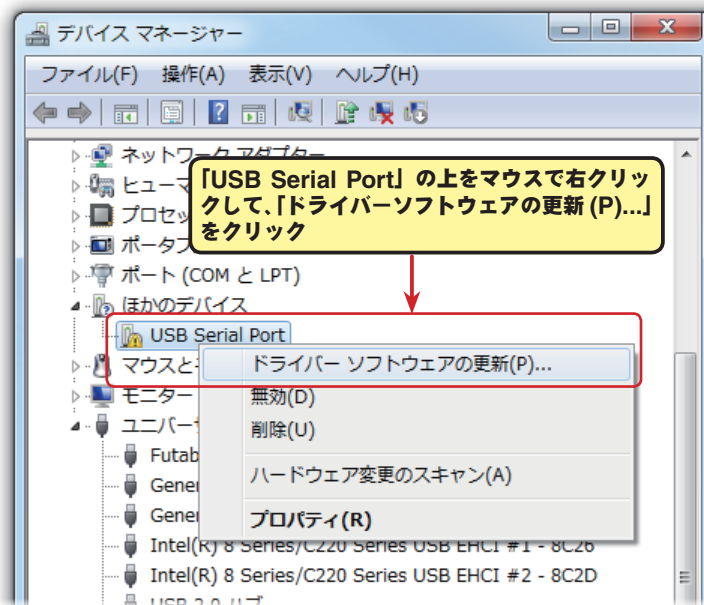 デバイス マネージャー
ファイル(F) 操作(A) 表示(V) ヘルプ(H)
ネットワーク アダプター
「USB Serial Port」の上をマウスで右クリッ
クして、「ドライバーソフトウェアの更新 (P)...」
をクリック
ヒューマ
プロセッ
ポータブ
ポート (COM と LPT)
ほかのデバイス
USB Serial Port
マウスと
ドライバー ソフトウェアの更新(P)...
モニター
無効(D)
ユニバーサ
削除(U)
Futab
Gener
ハードウェア変更のスキャン(A)
Gener
プロパティ(R)
Intel(R) 8 Series/C220 Series USB EHCI #1 - 8C26
Intel(R) 8 Series/C220 Series USB EHCI #2 - 8C2D
USB 2.0 ハブ